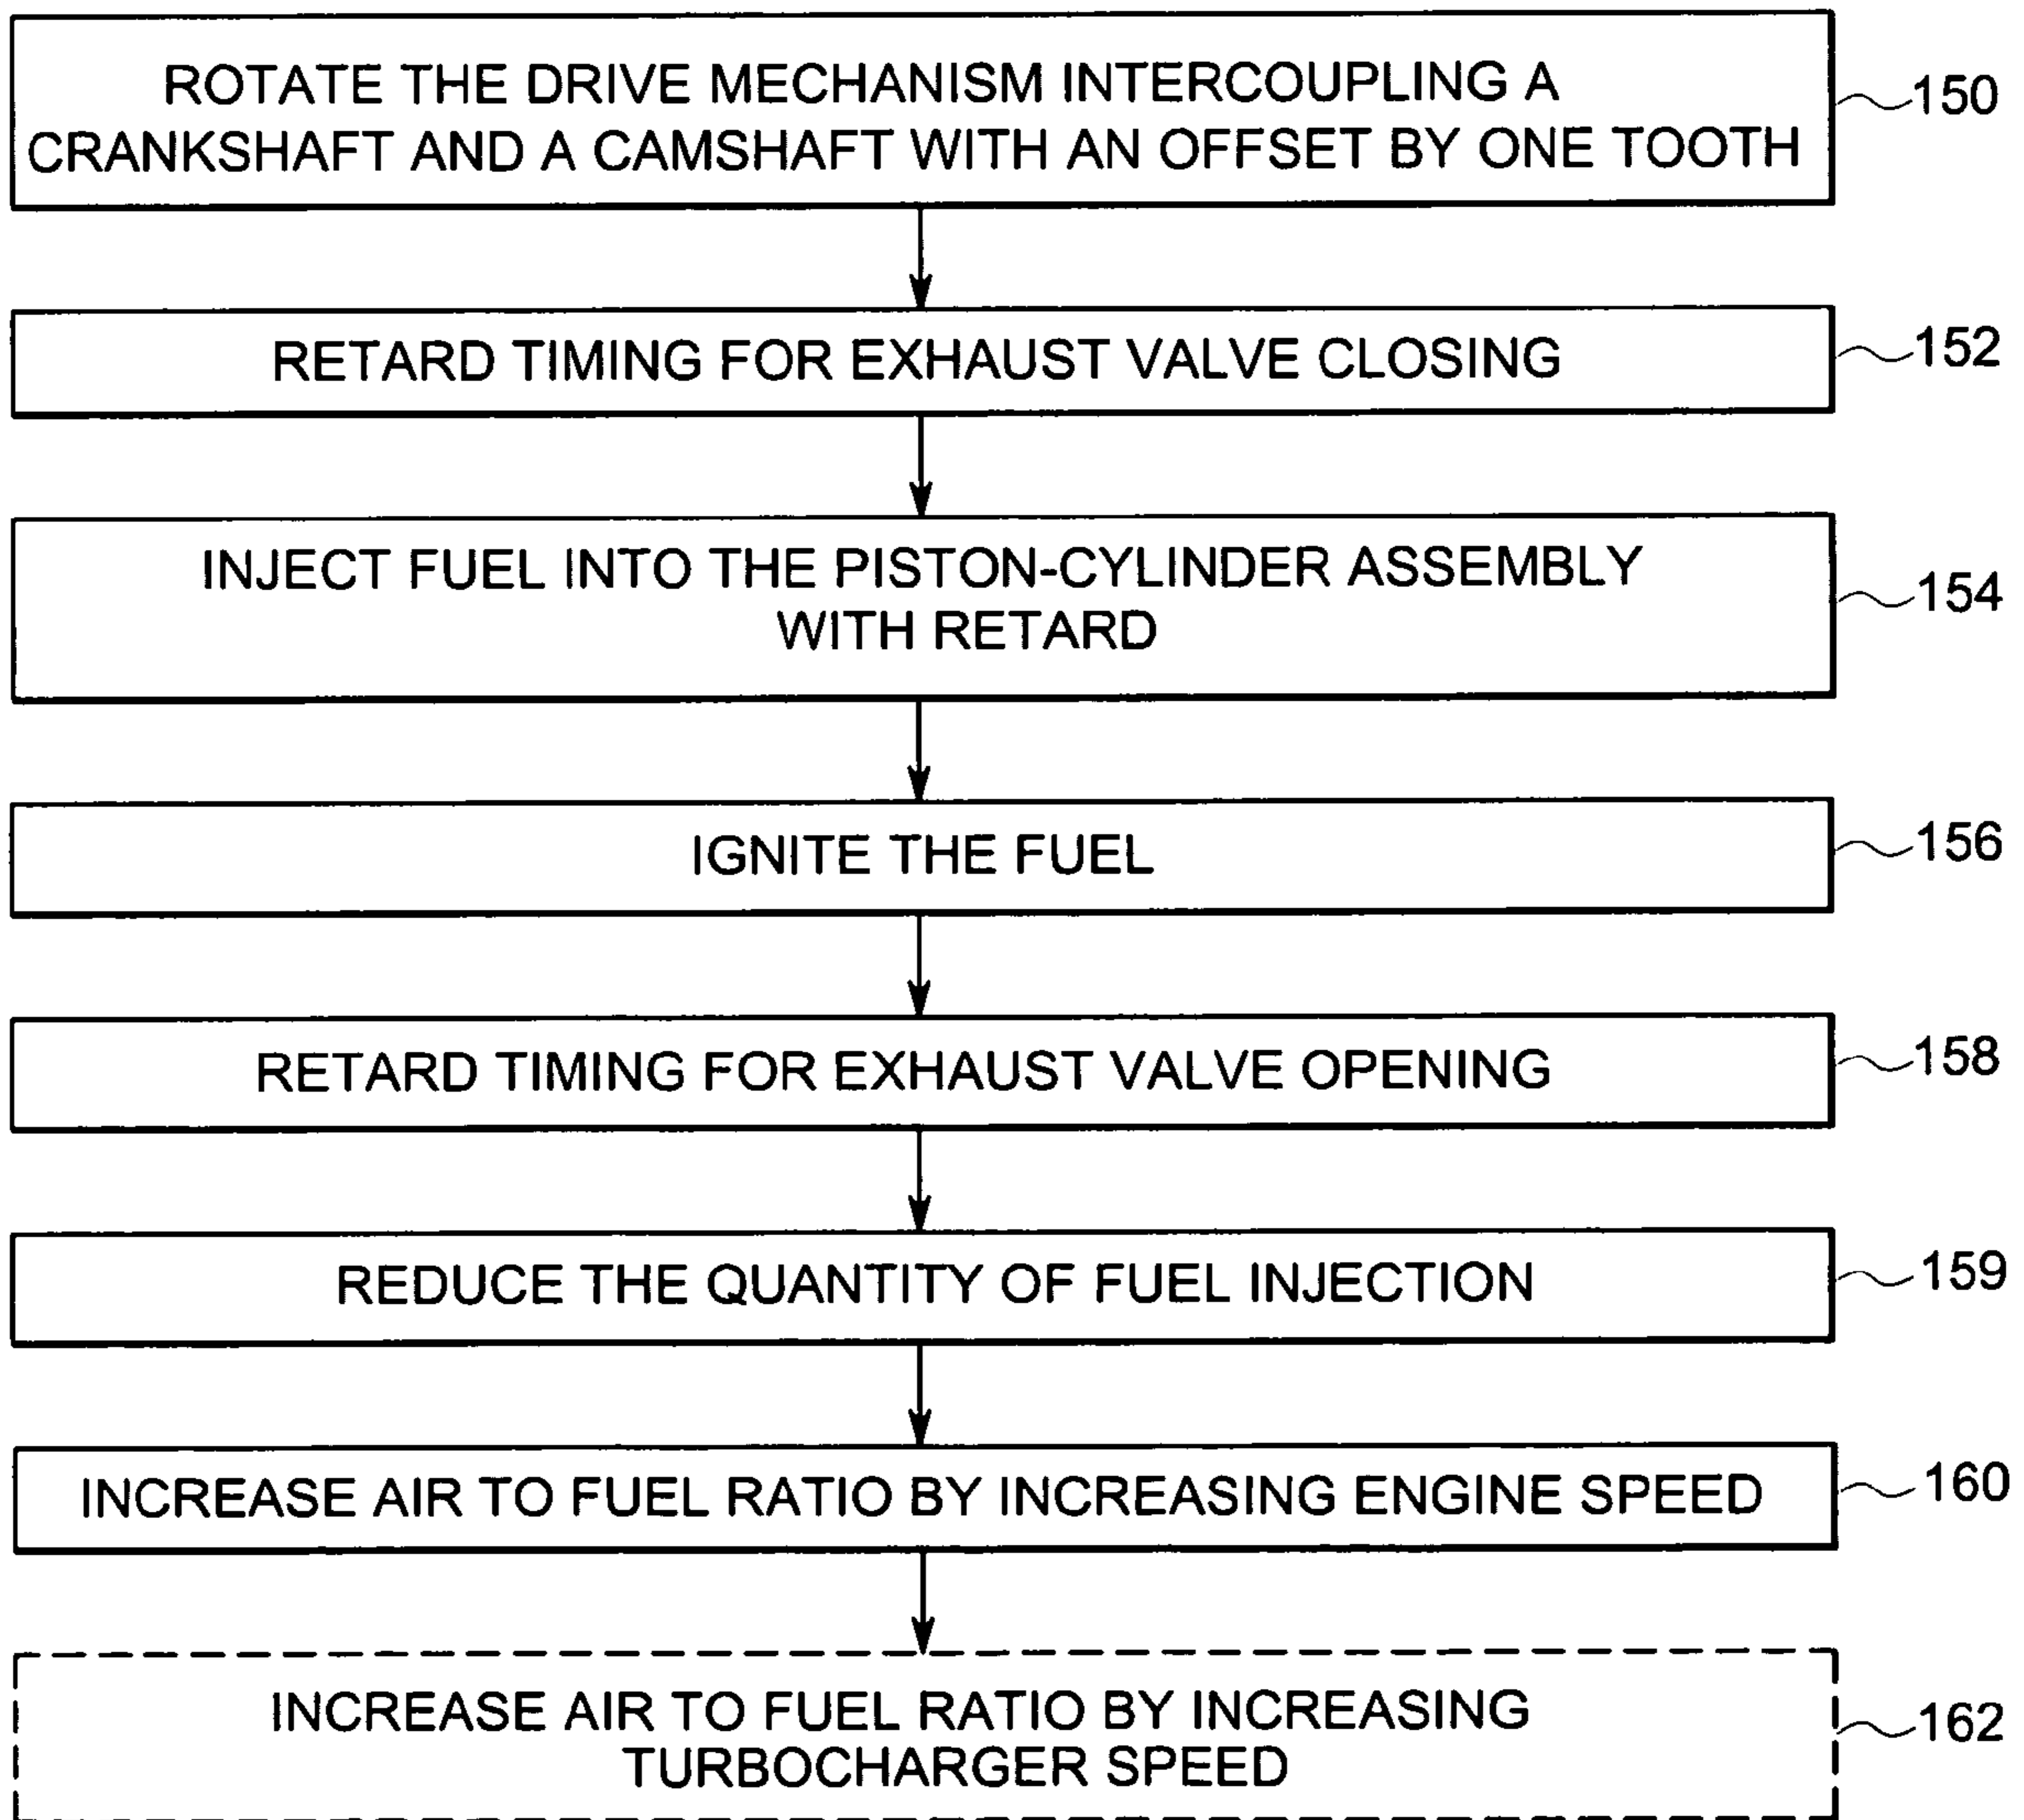 ROTATE THE DRIVE MECHANISM INTERCOUPLING A
CRANKSHAFT AND A CAMSHAFT WITH AN OFFSET BY ONE TOOTH
150
RETARD TIMING FOR EXHAUST VALVE CLOSING
152
INJECT FUEL INTO THE PISTON-CYLINDER ASSEMBLY
WITH RETARD
154
IGNITE THE FUEL
156
RETARD TIMING FOR EXHAUST VALVE OPENING
158
REDUCE THE QUANTITY OF FUEL INJECTION
159
INCREASE AIR TO FUEL RATIO BY INCREASING ENGINE SPEED
160
INCREASE AIR TO FUEL RATIO BY INCREASING
TURBOCHARGER SPEED
162